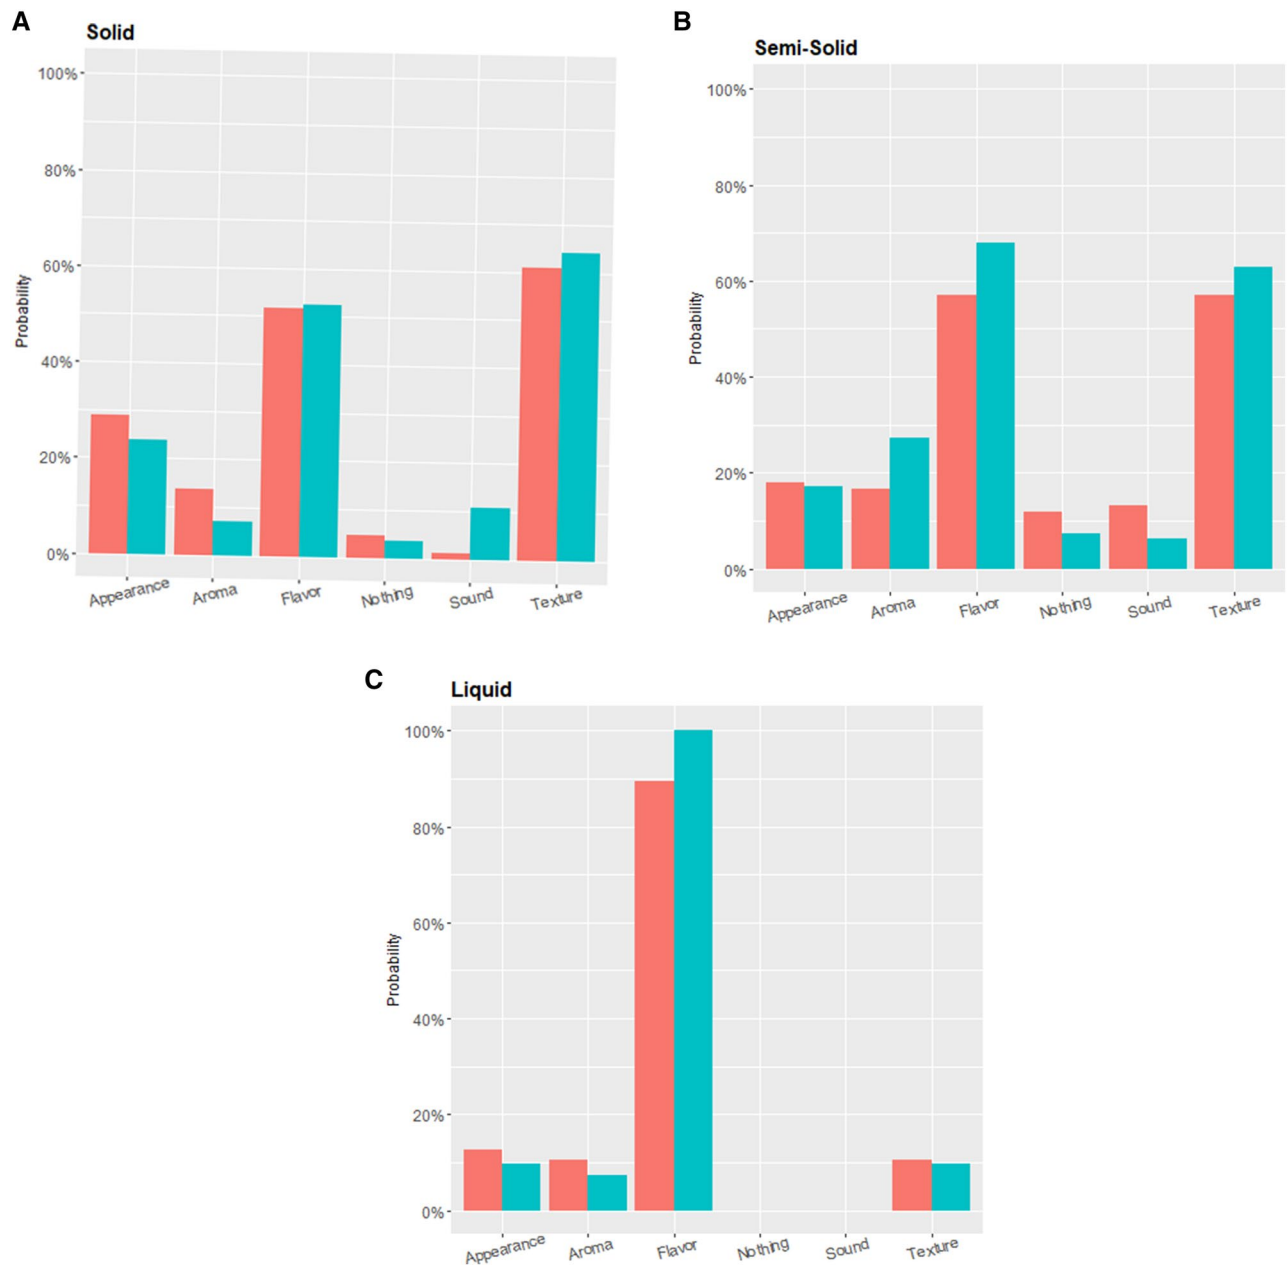 A
Solid
100%
80%
60%
40%
20%
0%
Probability
Appearance Aroma Flavor Nothing Sound Texture
B
Semi-Solid
100%
80%
60%
40%
20%
0%
Probability
Appearance Aroma Flavor Nothing Sound Texture
C
Liquid
100%
80%
60%
40%
20%
0%
Probability
Appearance Aroma Flavor Nothing Sound Texture